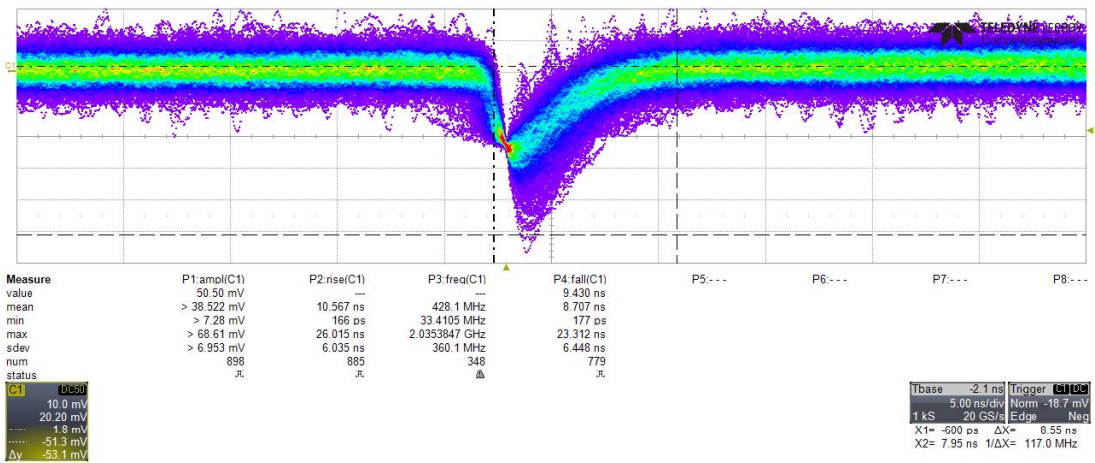 TELEDYNE LECROY
C1
Measure P1:ampl(C1) P2:rise(C1) P3:freq(C1) P4:fall(C1) P5:- - - P6:- - - P7:- - - P8:- - -
value 50.50 mV --- --- 9.430 ns
mean > 38.522 mV 10.567 ns 428.1 MHz 8.707 ns
min > 7.28 mV 166 ps 33.4105 MHz 177 ps
max > 68.61 mV 26.015 ns 2.0353847 GHz 23.312 ns
sdev > 6.953 mV 6.035 ns 360.1 MHz 6.448 ns
num 898 885 348 779
status
C1 DC50
10.0 mV
20.20 mV
1.8 mV
-51.3 mV
Δy -53.1 mV
Tbase -2.1 ns Trigger C1 DC
5.00 ns/div Norm -18.7 mV
1 kS 20 GS/s Edge Neg
X1= -600 ps ΔX= 8.55 ns
X2= 7.95 ns 1/ΔX= 117.0 MHz